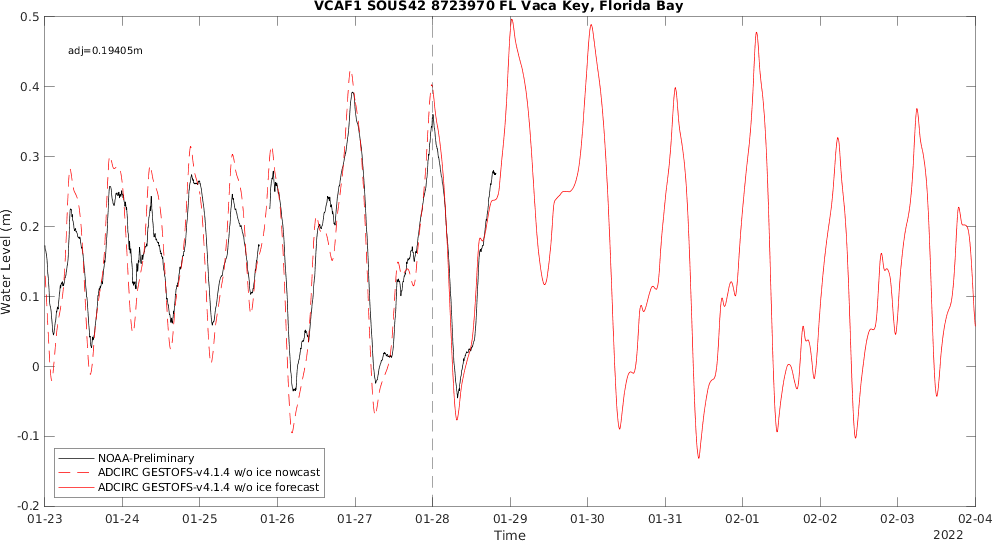 VCAF1 SOUS42 8723970 FL Vaca Key, Florida Bay
adj=0.19405m
0.5
0.4
0.3
0.2
0.1
0
-0.1
-0.2
Water Level (m)
NOAA-Preliminary
ADCIRC GESTOFS-v4.1.4 w/o ice nowcast
ADCIRC GESTOFS-v4.1.4 w/o ice forecast
01-23 01-24 01-25 01-26 01-27 01-28 01-29 01-30 01-31 02-01 02-02 02-03 02-04
Time
2022